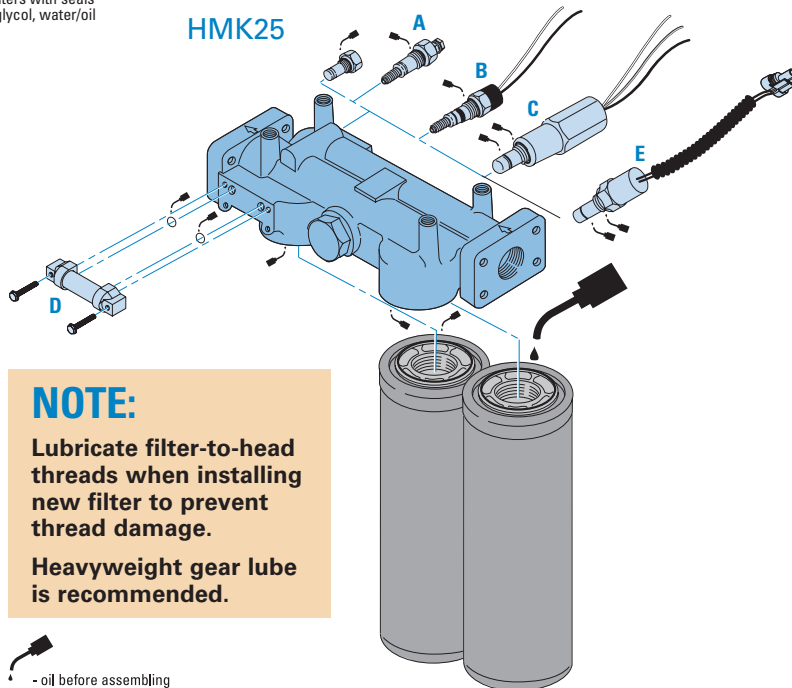 glycol, water/oil
HMK25
A
B
C
E
D
NOTE:
Lubricate filter-to-head
threads when installing
new filter to prevent
thread damage.
Heavyweight gear lube
is recommended.
- oil before assembling